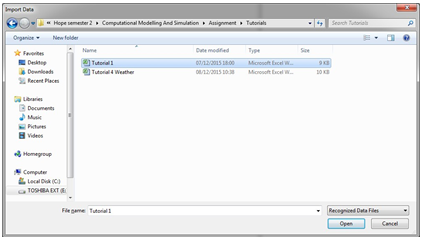 Import Data
« Hope semester 2 ▸ Computational Modelling And Simulation ▸ Assignment ▸ Tutorials
Search Tutorials
Organize New folder
Name Date modified Type Size
Tutorial 1 07/12/2015 18:00 Microsoft Excel W... 9 KB
Tutorial 4 Weather 08/12/2015 10:38 Microsoft Excel W... 10 KB
Favorites
Desktop
Downloads
Recent Places
Libraries
Documents
Music
Pictures
Videos
Homegroup
Computer
Local Disk (C:)
TOSHIBA EXT (E:
File name: Tutorial 1 Recognized Data Files
Open Cancel